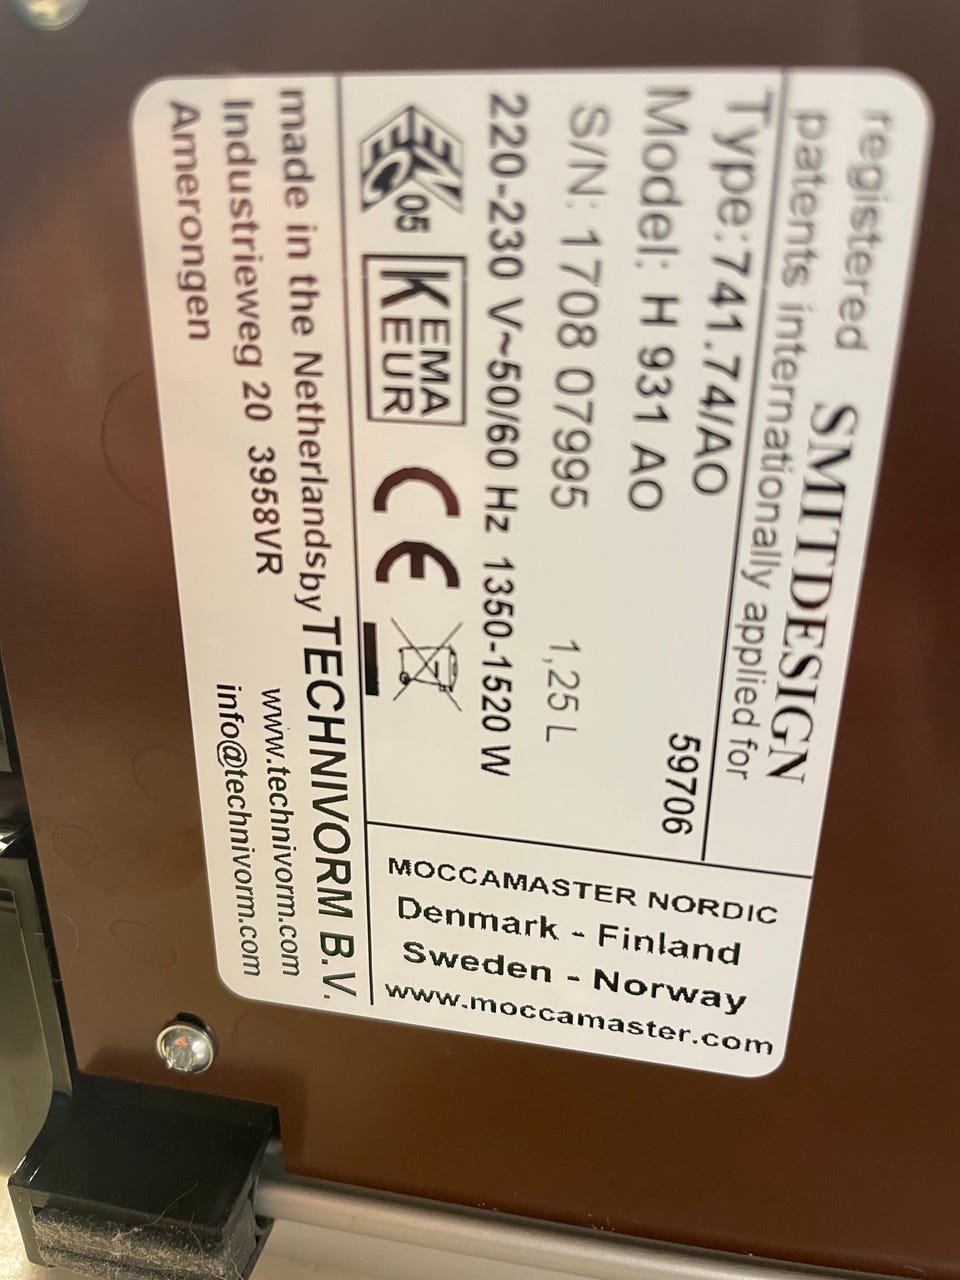 registered SMITDESIGN
patents internationally applied for
Type:741.74/AO
Model: H 931 AO 59706
S/N: 1708 07995 1,25 L
220-230 V~50/60 Hz 1350-1520 W
ENEC 05
KEMA
KEUR
CE
made in the Netherlandsby TECHNIVORM B.V.
Industrieweg 20 3958VR www.technivorm.com
Amerongen info@technivorm.com
MOCCAMASTER NORDIC
Denmark - Finland
Sweden - Norway
www.moccamaster.com